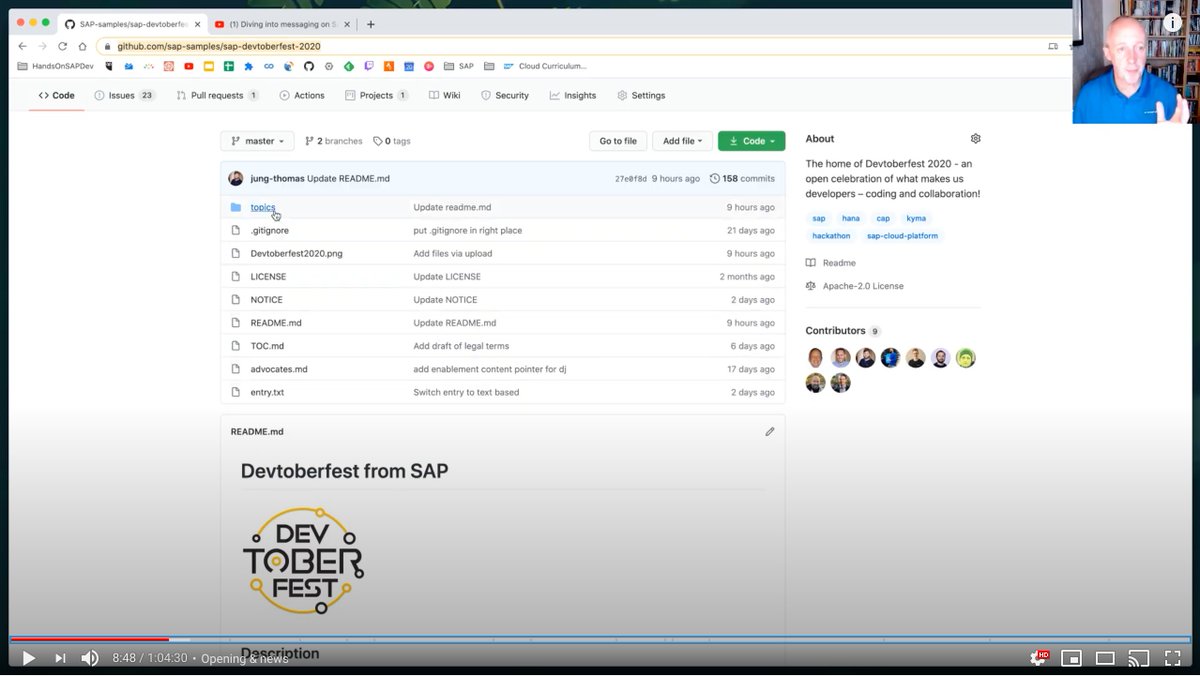 SAP-samples/sap-devtoberfes
(1) Diving into messaging on S
github.com/sap-samples/sap-devtoberfest-2020
HandsOnSAPDev
SAP
Cloud Curriculum...
Code
Issues 23
Pull requests 1
Actions
Projects 1
Wiki
Security
Insights
Settings
master
2 branches
0 tags
Go to file
Add file
Code
jung-thomas Update README.md
27e0f8d 9 hours ago
158 commits
topics Update readme.md 9 hours ago
.gitignore put .gitignore in right place 21 days ago
Devtoberfest2020.png Add files via upload 9 hours ago
LICENSE Update LICENSE 2 months ago
NOTICE Update NOTICE 2 days ago
README.md Update README.md 9 hours ago
TOC.md Add draft of legal terms 6 days ago
advocates.md add enablement content pointer for dj 17 days ago
entry.txt Switch entry to text based 2 days ago
README.md
Devtoberfest from SAP
DEV
TOBER
FEST
Description
About
The home of Devtoberfest 2020 - an
open celebration of what makes us
developers – coding and collaboration!
sap hana cap kyma
hackathon sap-cloud-platform
Readme
Apache-2.0 License
Contributors 9
8:48 / 1:04:30 • Opening & news
HD